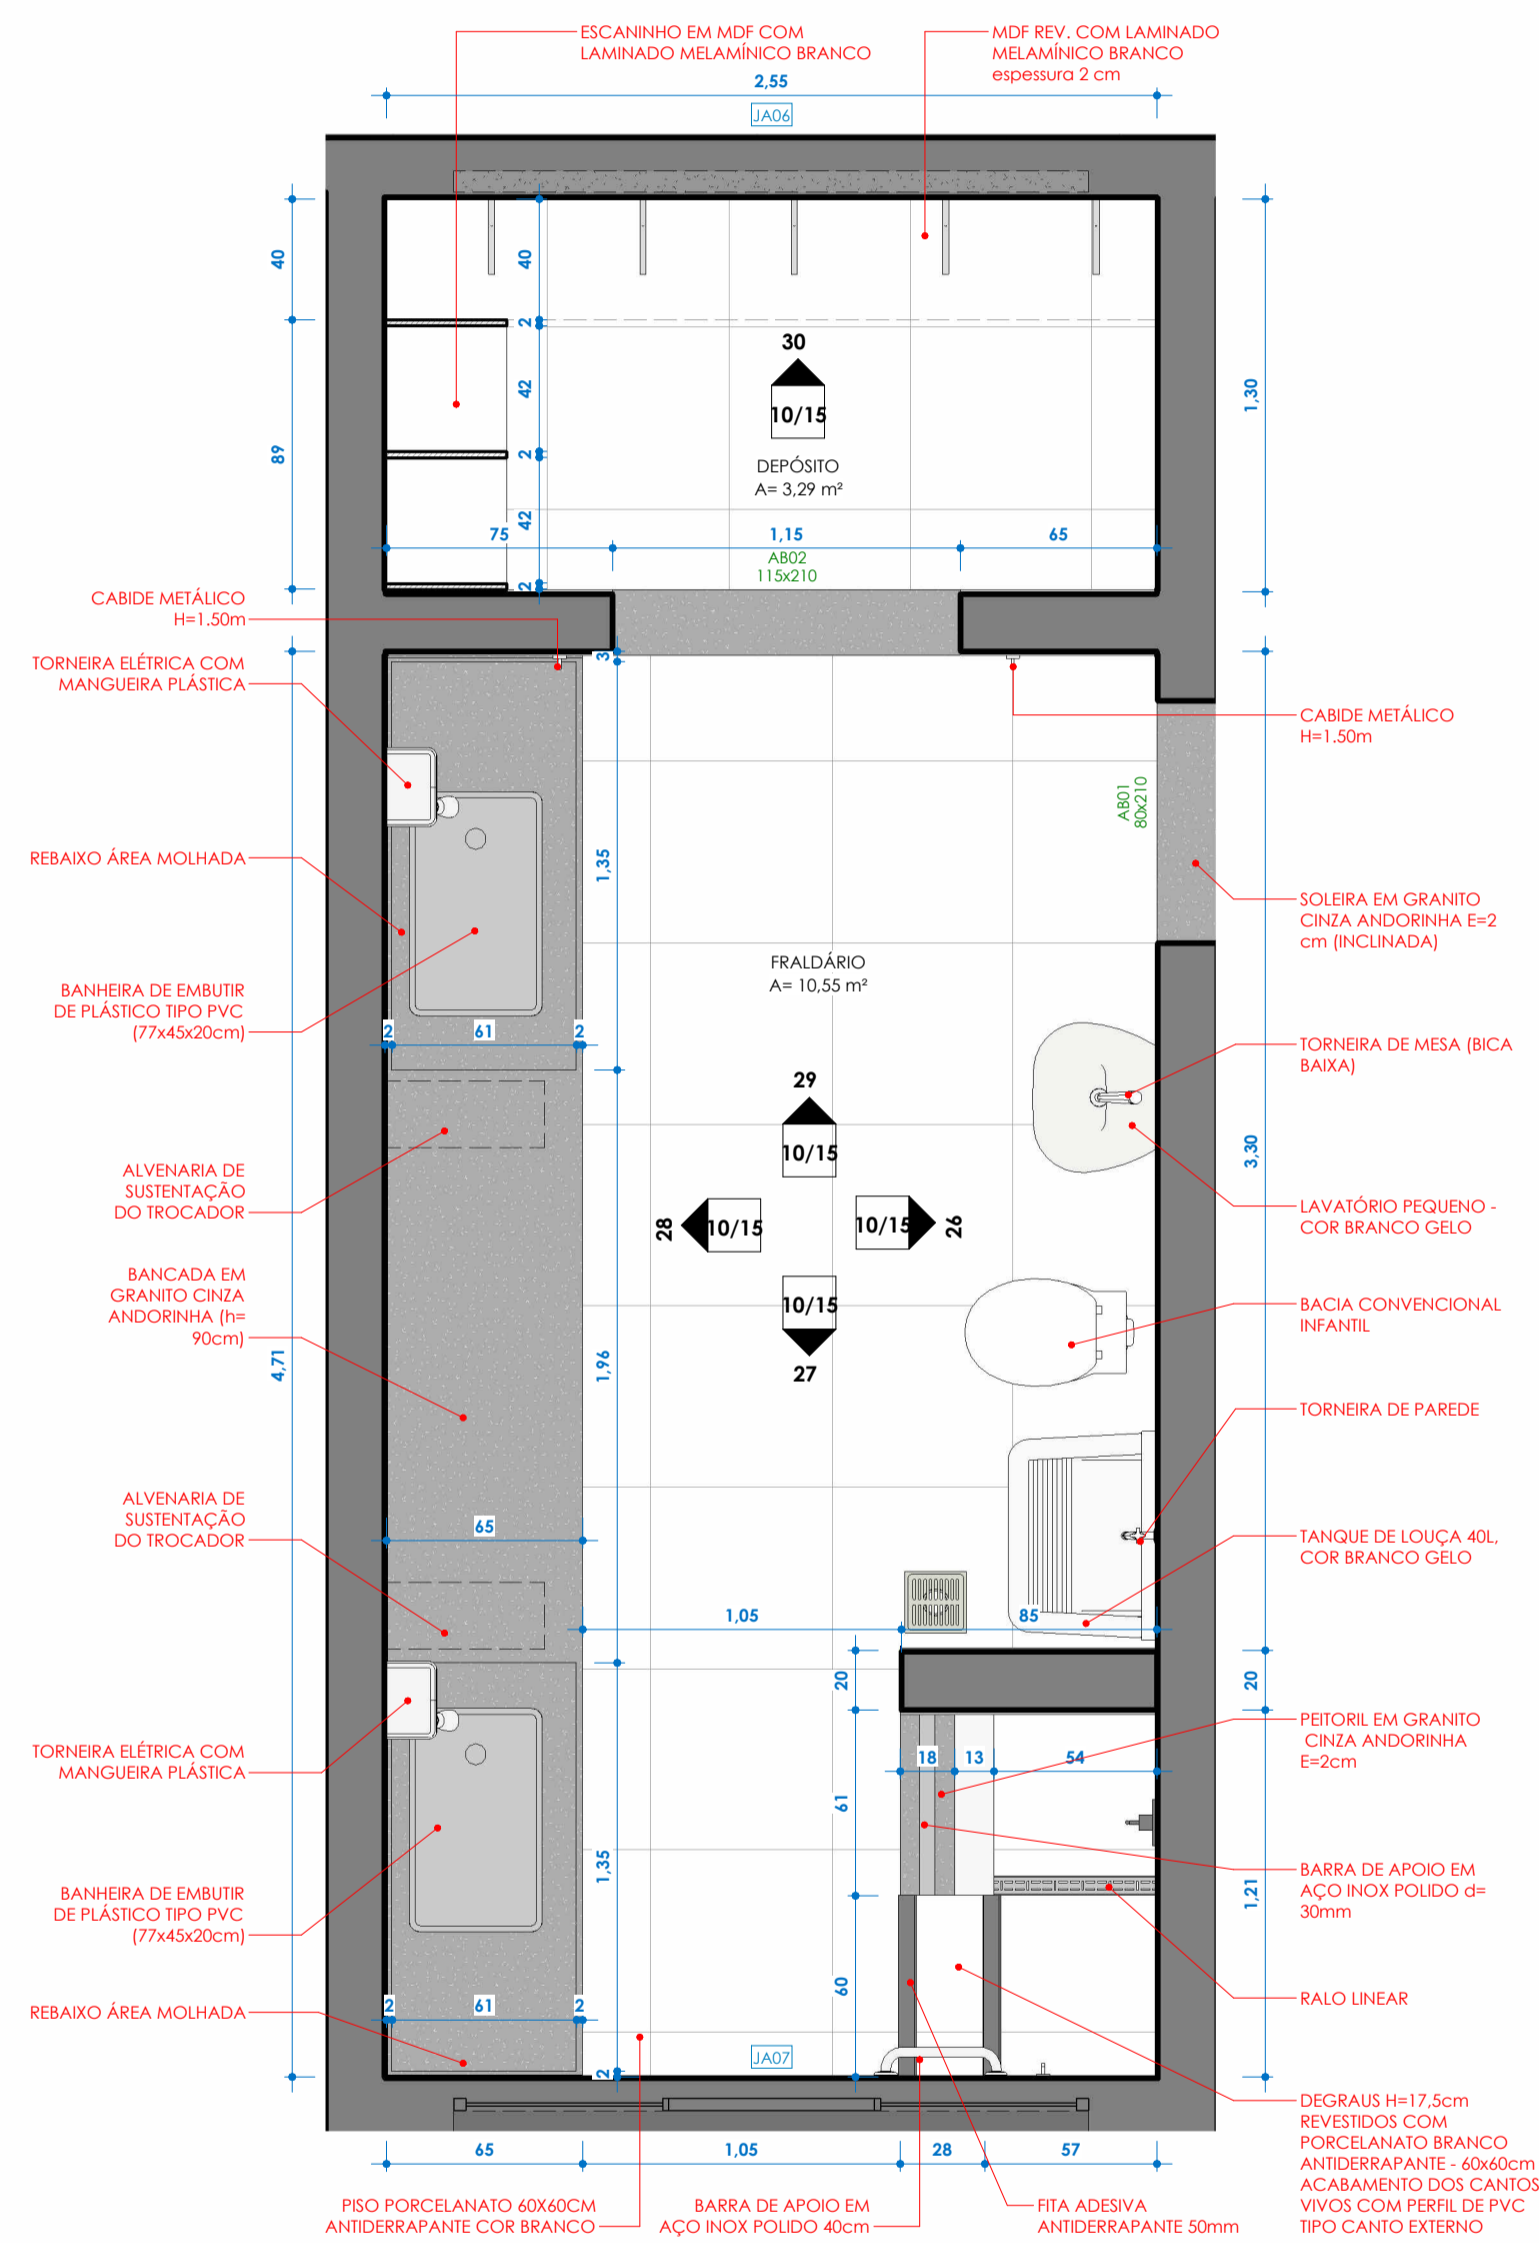 ESCANINHO EM MDF COM
LAMINADO MELAMÍNICO BRANCO
MDF REV. COM LAMINADO
MELAMÍNICO BRANCO
espessura 2 cm
2,55
JA06
40
89
40
2
42
2
42
2
1,30
30
10/15
DEPÓSITO
A= 3,29 m²
75
1,15
65
AB02
115x210
CABIDE METÁLICO
H=1.50m
TORNEIRA ELÉTRICA COM
MANGUEIRA PLÁSTICA
REBAIXO ÁREA MOLHADA
BANHEIRA DE EMBUTIR
DE PLÁSTICO TIPO PVC
(77x45x20cm)
ALVENARIA DE
SUSTENTAÇÃO
DO TROCADOR
BANCADA EM
GRANITO CINZA
ANDORINHA (h=
90cm)
4,71
ALVENARIA DE
SUSTENTAÇÃO
DO TROCADOR
TORNEIRA ELÉTRICA COM
MANGUEIRA PLÁSTICA
BANHEIRA DE EMBUTIR
DE PLÁSTICO TIPO PVC
(77x45x20cm)
REBAIXO ÁREA MOLHADA
3
1,35
2
61
2
1,96
65
1,35
2
61
2
2
FRALDÁRIO
A= 10,55 m²
29
10/15
28
10/15
10/15
26
10/15
27
1,05
85
20
61
60
18
13
54
JA07
AB01
80x210
3,30
20
1,21
CABIDE METÁLICO
H=1.50m
SOLEIRA EM GRANITO
CINZA ANDORINHA E=2
cm (INCLINADA)
TORNEIRA DE MESA (BICA
BAIXA)
LAVATÓRIO PEQUENO -
COR BRANCO GELO
BACIA CONVENCIONAL
INFANTIL
TORNEIRA DE PAREDE
TANQUE DE LOUÇA 40L,
COR BRANCO GELO
PEITORIL EM GRANITO
CINZA ANDORINHA
E=2cm
BARRA DE APOIO EM
AÇO INOX POLIDO d=
30mm
RALO LINEAR
DEGRAUS H=17,5cm
REVESTIDOS COM
PORCELANATO BRANCO
ANTIDERRAPANTE - 60x60cm
ACABAMENTO DOS CANTOS
VIVOS COM PERFIL DE PVC
TIPO CANTO EXTERNO
65
1,05
28
57
PISO PORCELANATO 60X60CM
ANTIDERRAPANTE COR BRANCO
BARRA DE APOIO EM
AÇO INOX POLIDO 40cm
FITA ADESIVA
ANTIDERRAPANTE 50mm